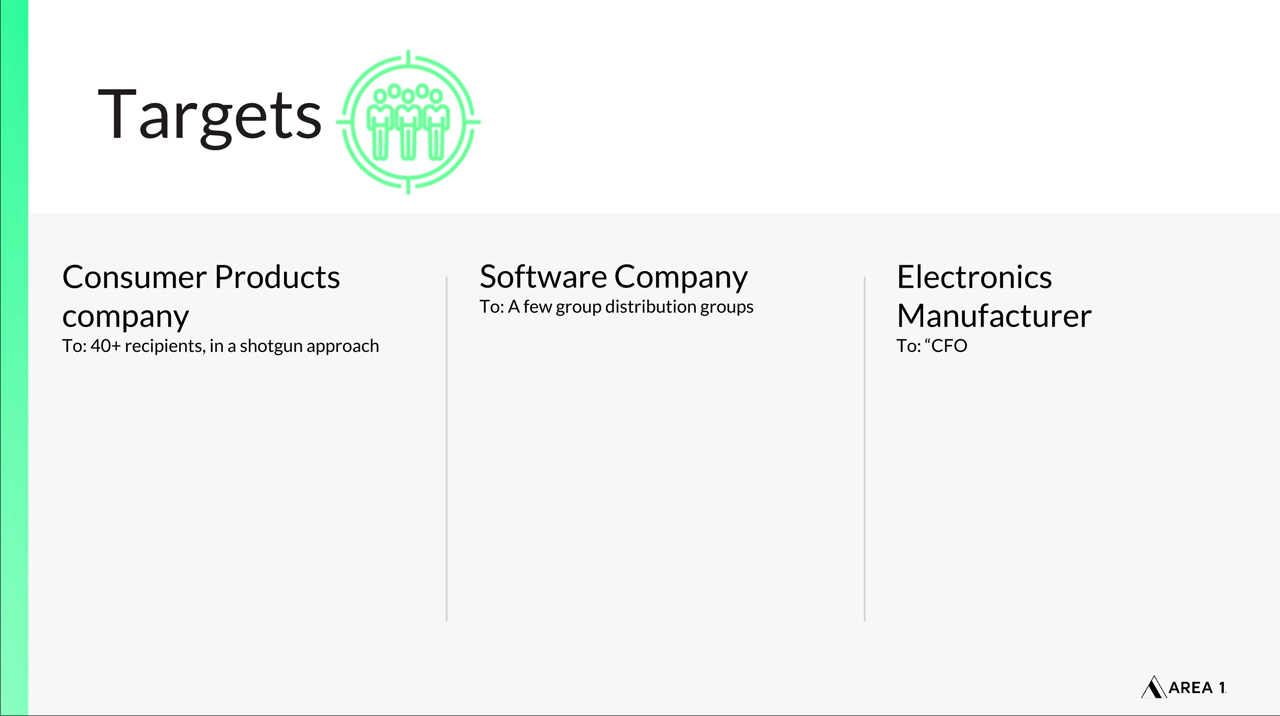 Targets
Consumer Products
company
To: 40+ recipients, in a shotgun approach
Software Company
To: A few group distribution groups
Electronics
Manufacturer
To: “CFO
AREA 1